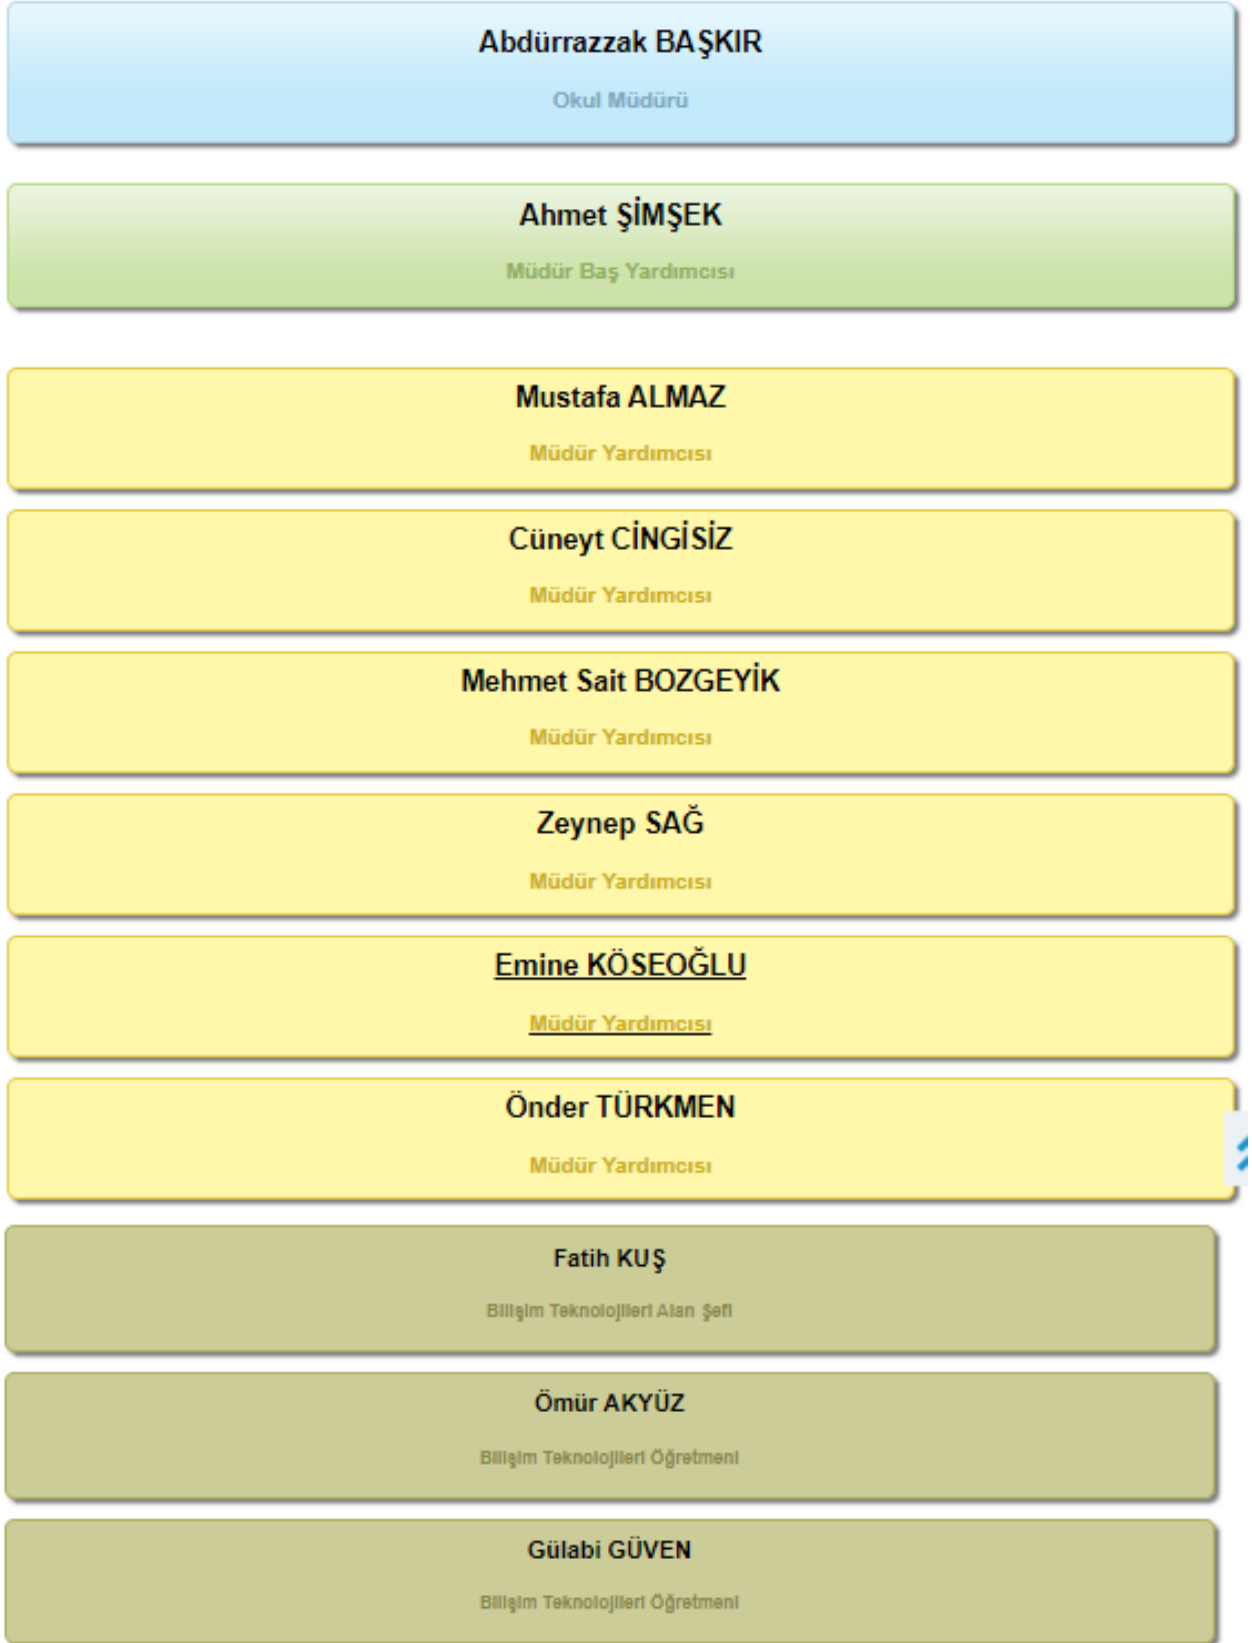 Abdürrazzak BAŞKIR
Okul Müdürü
Ahmet ŞİMŞEK
Müdür Baş Yardımcısı
Mustafa ALMAZ
Müdür Yardımcısı
Cüneyt CİNGİSİZ
Müdür Yardımcısı
Mehmet Sait BOZGEYİK
Müdür Yardımcısı
Zeynep SAĞ
Müdür Yardımcısı
Emine KÖSEOĞLU
Müdür Yardımcısı
Önder TÜRKMEN
Müdür Yardımcısı
Fatih KUŞ
Bilişim Teknolojileri Alan Şefi
Ömür AKYÜZ
Bilişim Teknolojileri Öğretmeni
Gülabi GÜVEN
Bilişim Teknolojileri Öğretmeni